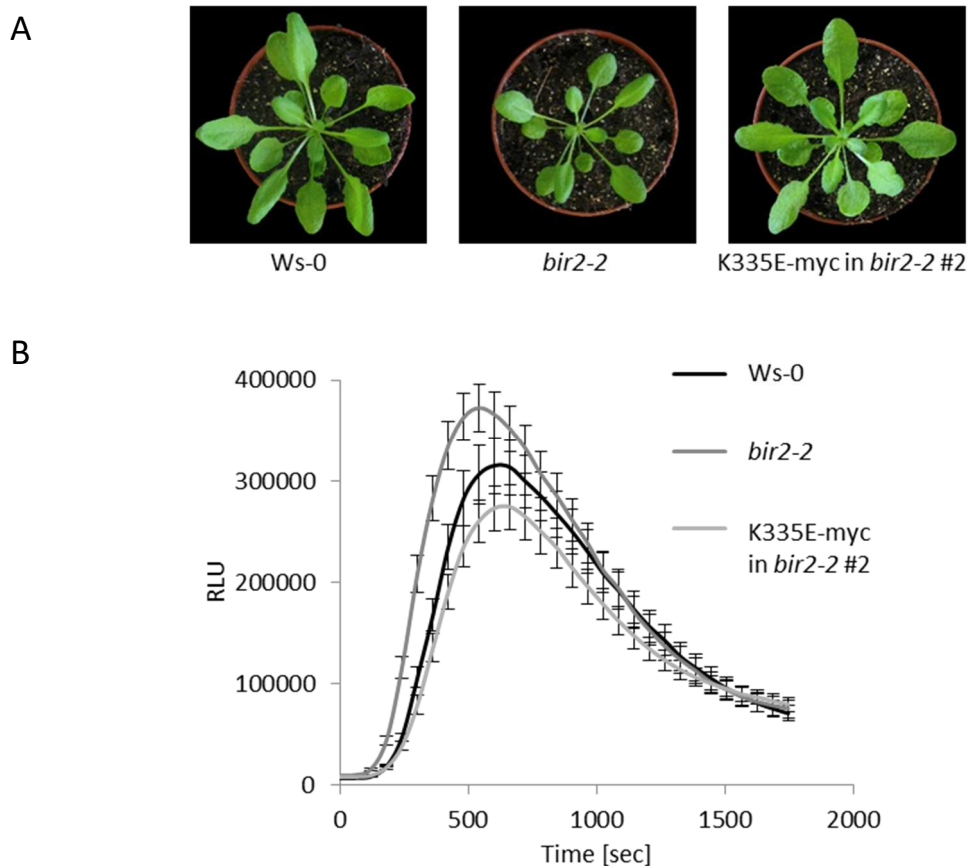 A
Ws-0
bir2-2
K335E-myc in bir2-2 #2
B
400000
300000
200000
100000
0
RLU
0
500
1000
1500
2000
Time [sec]
Ws-0
bir2-2
K335E-myc
in bir2-2 #2